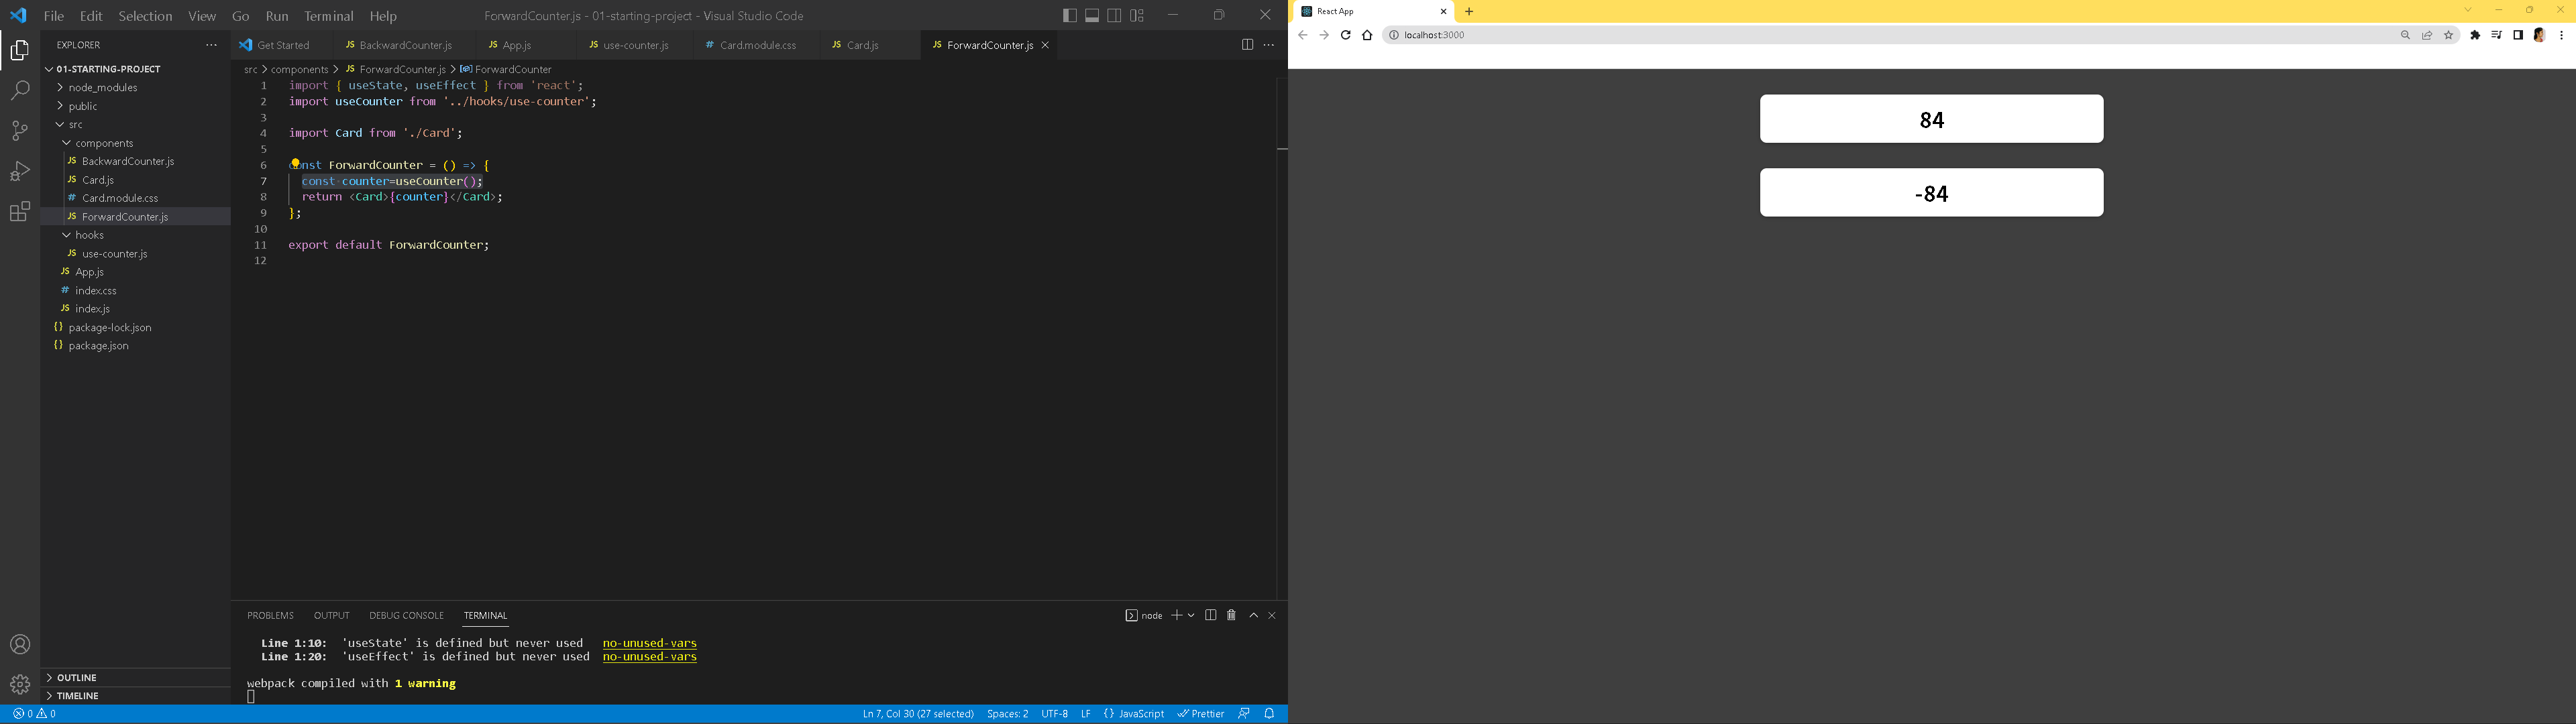 File Edit Selection View Go Run Terminal Help ForwardCounter.js - 01-starting-project - Visual Studio Code
EXPLORER
01-STARTING-PROJECT
node_modules
public
src
components
BackwardCounter.js
Card.js
Card.module.css
ForwardCounter.js
hooks
use-counter.js
App.js
index.css
index.js
package-lock.json
package.json
OUTLINE
TIMELINE
Get Started BackwardCounter.js App.js use-counter.js Card.module.css Card.js ForwardCounter.js
src > components > JS ForwardCounter.js > ForwardCounter
1 import { useState, useEffect } from 'react';
2 import useCounter from '../hooks/use-counter';
3
4 import Card from './Card';
5
6 const ForwardCounter = () => {
7 const counter=useCounter();
8 return <Card>{counter}</Card>;
9 };
10
11 export default ForwardCounter;
12
PROBLEMS OUTPUT DEBUG CONSOLE TERMINAL node
Line 1:10: 'useState' is defined but never used no-unused-vars
Line 1:20: 'useEffect' is defined but never used no-unused-vars
webpack compiled with 1 warning
0 0 Ln 7, Col 30 (27 selected) Spaces: 2 UTF-8 LF {} JavaScript Prettier
React App
localhost:3000
84
-84